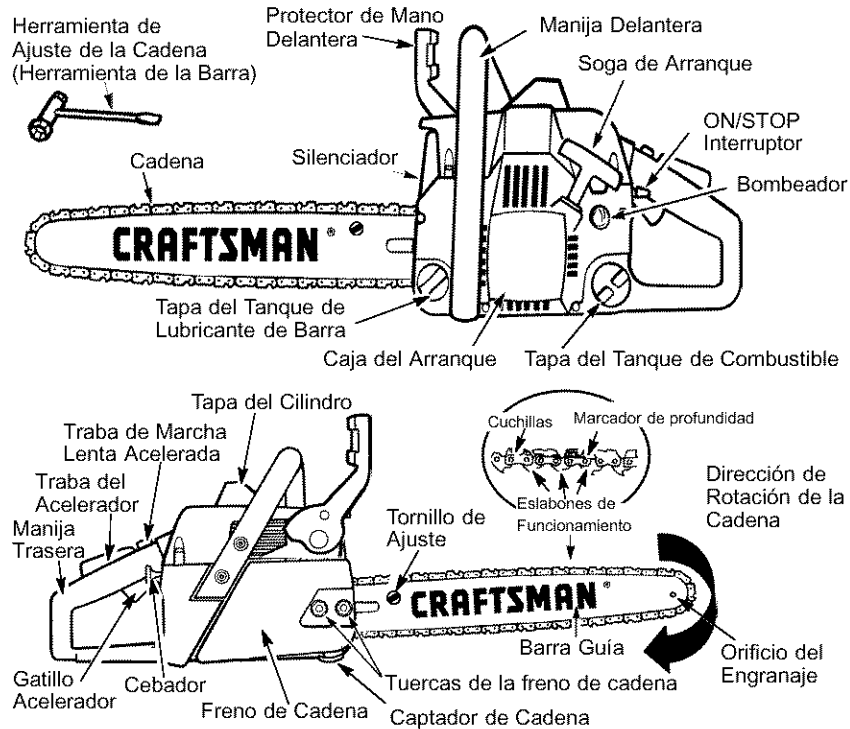 Herramienta de
Ajuste de la Cadena
(Herramienta de la Barra)
Protector de Mano
Delantera
Manija Delantera
Soga de Arranque
ON/STOP
Interruptor
Cadena
Silenciador
Bombeador
CRAFTSMAN®
Tapa del Tanque de
Lubricante de Barra
Caja del Arranque
Tapa del Tanque de Combustible
Tapa del Cilindro
Traba de Marcha
Lenta Acelerada
Traba del
Acelerador
Manija
Trasera
Cuchillas
Marcador de profundidad
Eslabones de
Funcionamiento
Dirección de
Rotación de la
Cadena
Tornillo de
Ajuste
CRAFTSMAN®
Barra Guía
Orificio del
Engranaje
Gatillo
Acelerador
Cebador
Freno de Cadena
Tuercas de la freno de cadena
Captador de Cadena